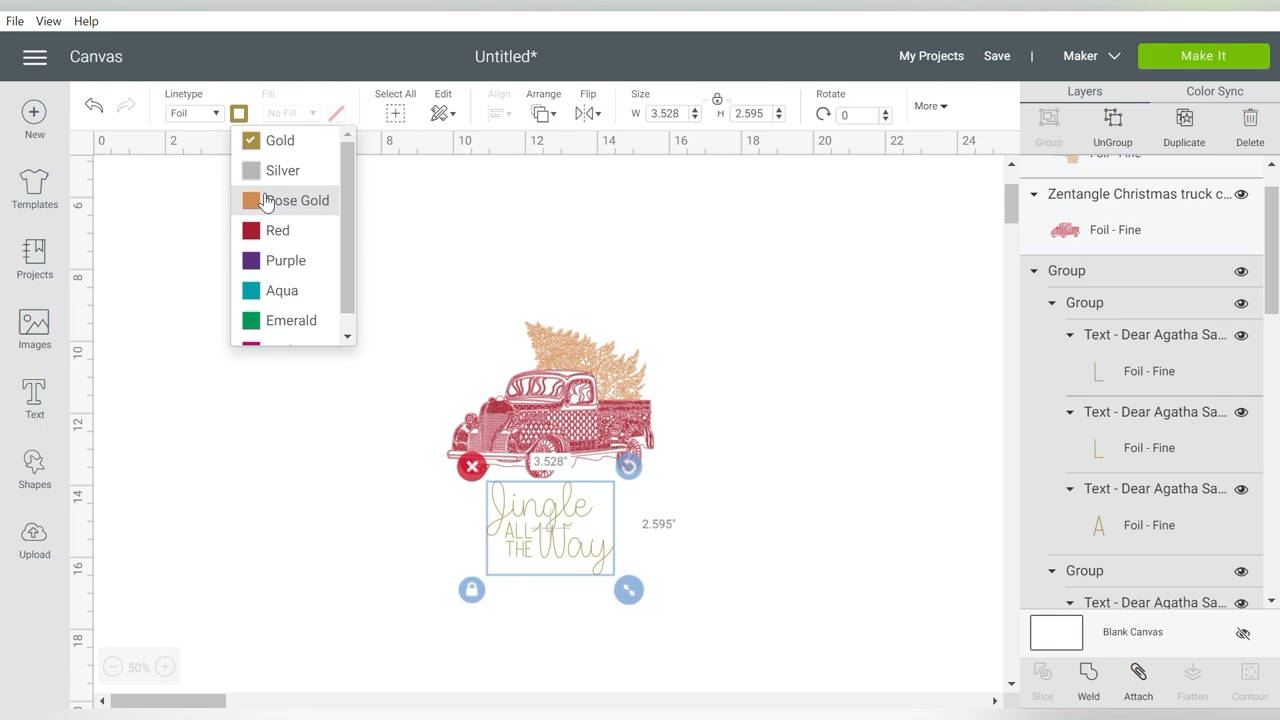 File View Help
Canvas
Untitled*
My Projects Save | Maker
Make It
Linetype
Foil
Fill
No Fill
Select All
Edit
Align
Arrange
Flip
Size
W 3.528
H 2.595
Rotate
0
More
Layers
Color Sync
Group
UnGroup
Duplicate
Delete
New
Templates
Projects
Images
Text
Shapes
Upload
0 2 8 10 12 14 16 18 20 22 24
6
8
10
12
14
16
18
Gold
Silver
Rose Gold
Red
Purple
Aqua
Emerald
3.528"
2.595"
Jingle
ALL
THE Way
50%
Foil - Fine
Zentangle Christmas truck c...
Foil - Fine
Group
Group
Text - Dear Agatha Sa...
L
Foil - Fine
Text - Dear Agatha Sa...
L
Foil - Fine
Text - Dear Agatha Sa...
A
Foil - Fine
Group
Text - Dear Agatha Sa...
Blank Canvas
Slice
Weld
Attach
Flatten
Contour